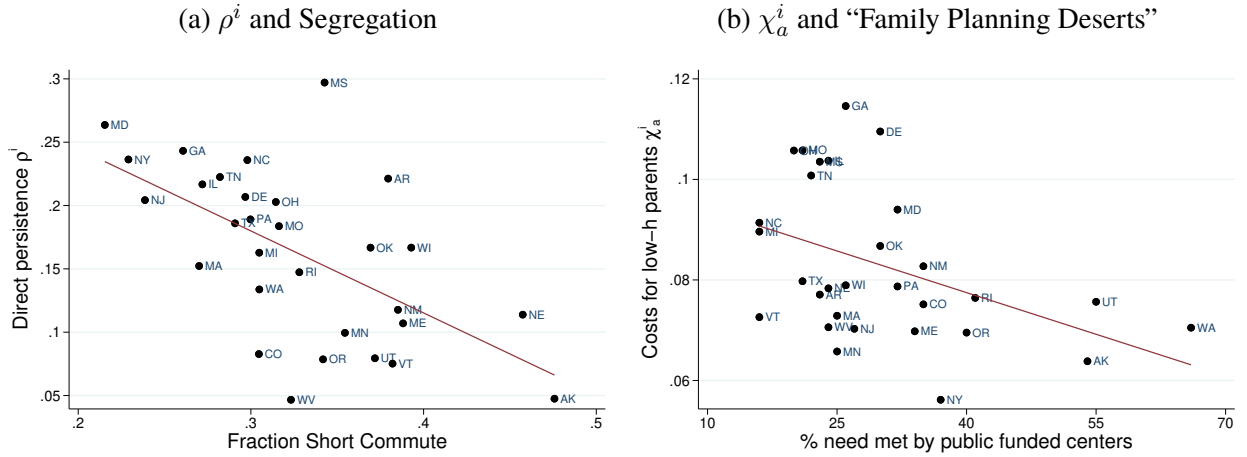 (a) ρ^i and Segregation
.3
.25
.2
.15
.1
.05
Direct persistence ρ^i
MS
MD
GA
NY
NC
TN
AR
IL
DE
NJ
OH
PA
TX
MO
OK
WI
MI
MA
RI
WA
NM
NE
ME
MN
CO
OR
UT
VT
WV
AK
.2
.3
.4
.5
Fraction Short Commute
(b) χ_a^i and “Family Planning Deserts”
.12
.1
.08
.06
Costs for low−h parents χ_a^i
GA
DE
MO
TN
MD
NC
MI
OK
NM
TX
WI
PA
AR
RI
UT
CO
VT
MA
WV
NJ
ME
OR
WA
MN
AK
NY
10
25
40
55
70
% need met by public funded centers